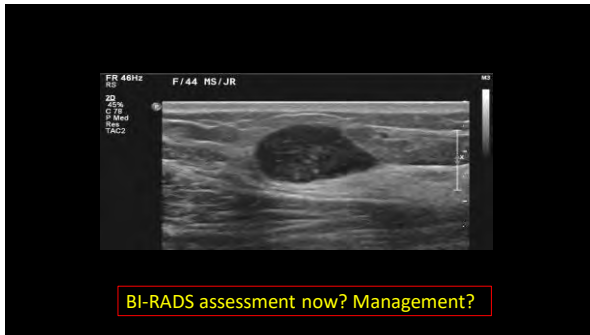 FR 46Hz
RS
F/44 MS/JR
M3
2D
45%
C 78
P Med
Res
TAC2
P
x
BI-RADS assessment now? Management?